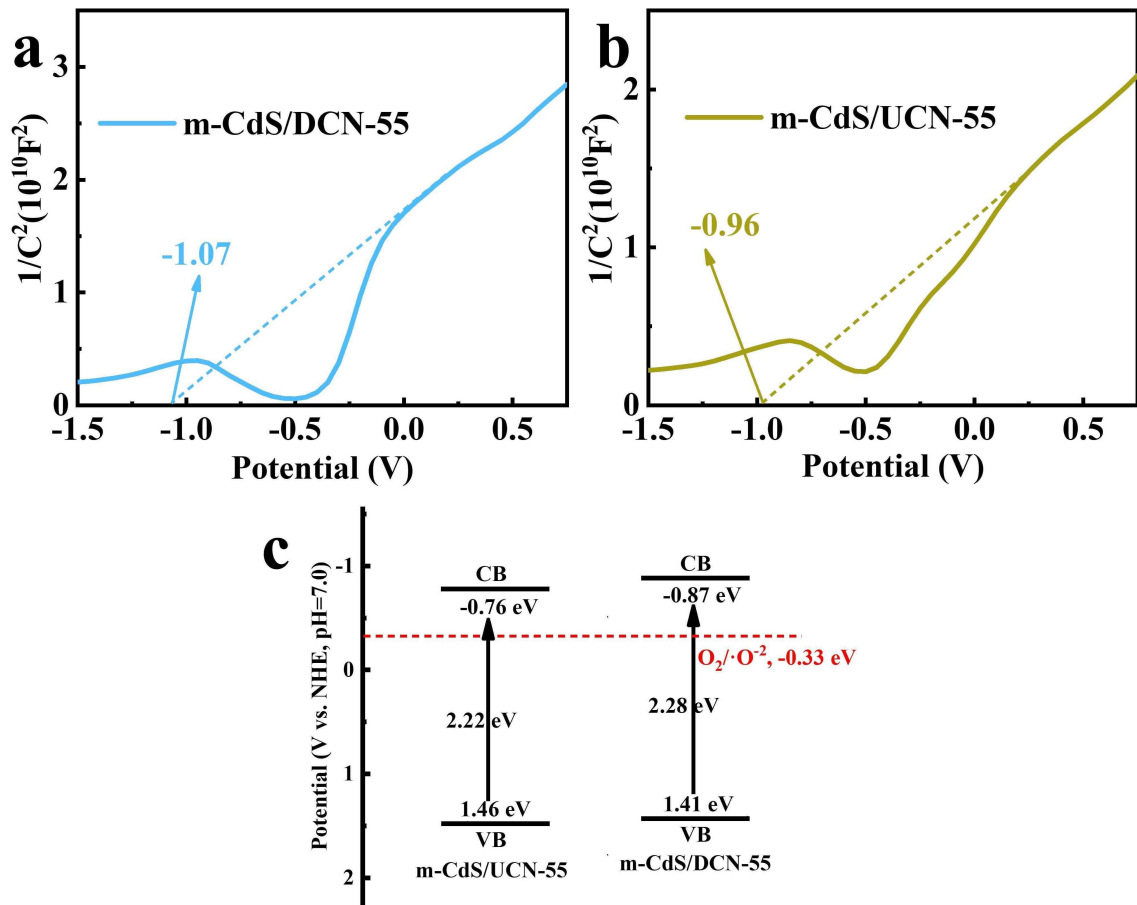 a
3
2
1
0
1/C²(10¹⁰F²)
m-CdS/DCN-55
-1.07
-1.5
-1.0
-0.5
0.0
0.5
Potential (V)
b
2
1
0
1/C²(10¹⁰F²)
m-CdS/UCN-55
-0.96
-1.5
-1.0
-0.5
0.0
0.5
Potential (V)
c
Potential (V vs. NHE, pH=7.0)
-1
0
1
2
CB
-0.76 eV
2.22 eV
1.46 eV
VB
m-CdS/UCN-55
CB
-0.87 eV
O₂/·O⁻², -0.33 eV
2.28 eV
1.41 eV
VB
m-CdS/DCN-55